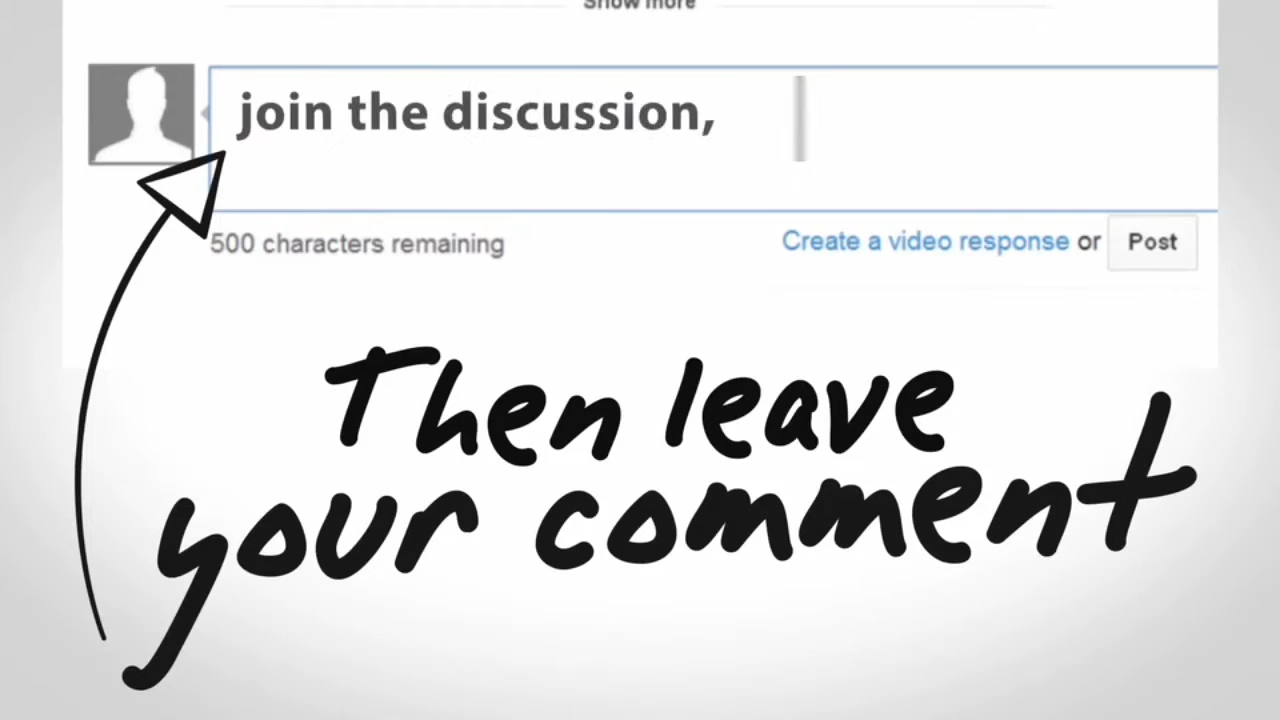 Show more
join the discussion,
500 characters remaining
Create a video response or Post
Then leave
your comment